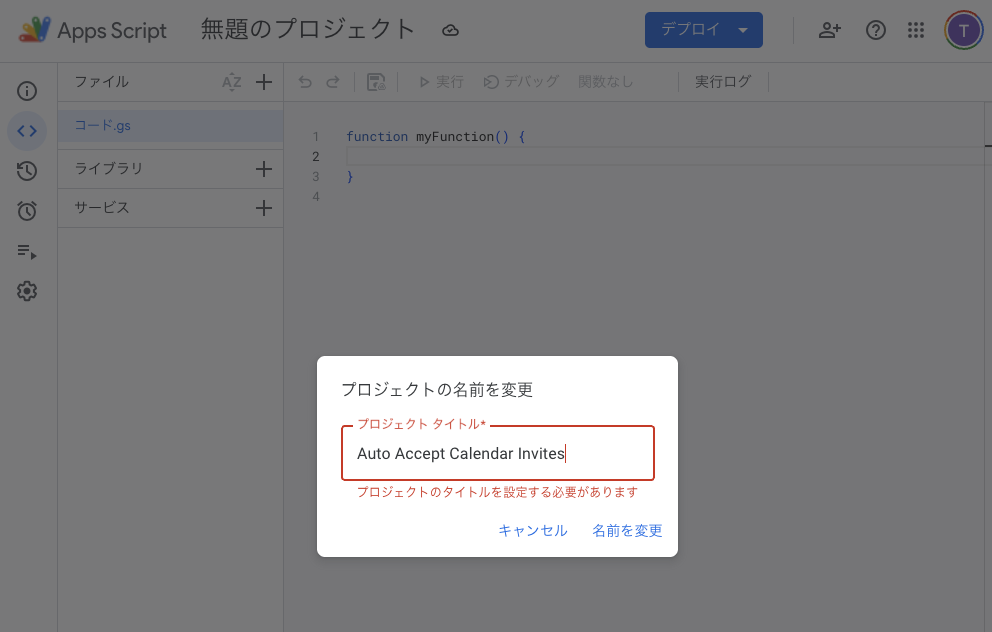 Apps Script 無題のプロジェクト デプロイ T
ファイル AZ 実行 デバッグ 関数なし 実行ログ
コード.gs
ライブラリ
サービス
1 function myFunction() {
2
3 }
4
プロジェクトの名前を変更
プロジェクト タイトル*
Auto Accept Calendar Invites
プロジェクトのタイトルを設定する必要があります
キャンセル 名前を変更